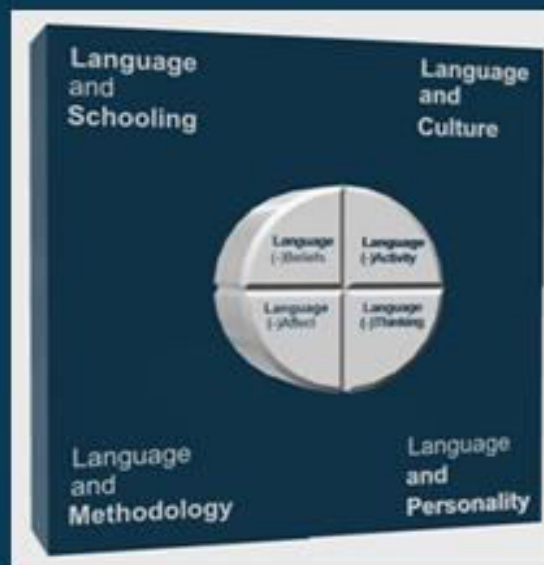 Language
and
Schooling
Language
and
Culture
Language
(-)Beliefs
Language
(-)Activity
Language
(-)Affect
Language
(-)Thinking
Language
and
Methodology
Language
and
Personality